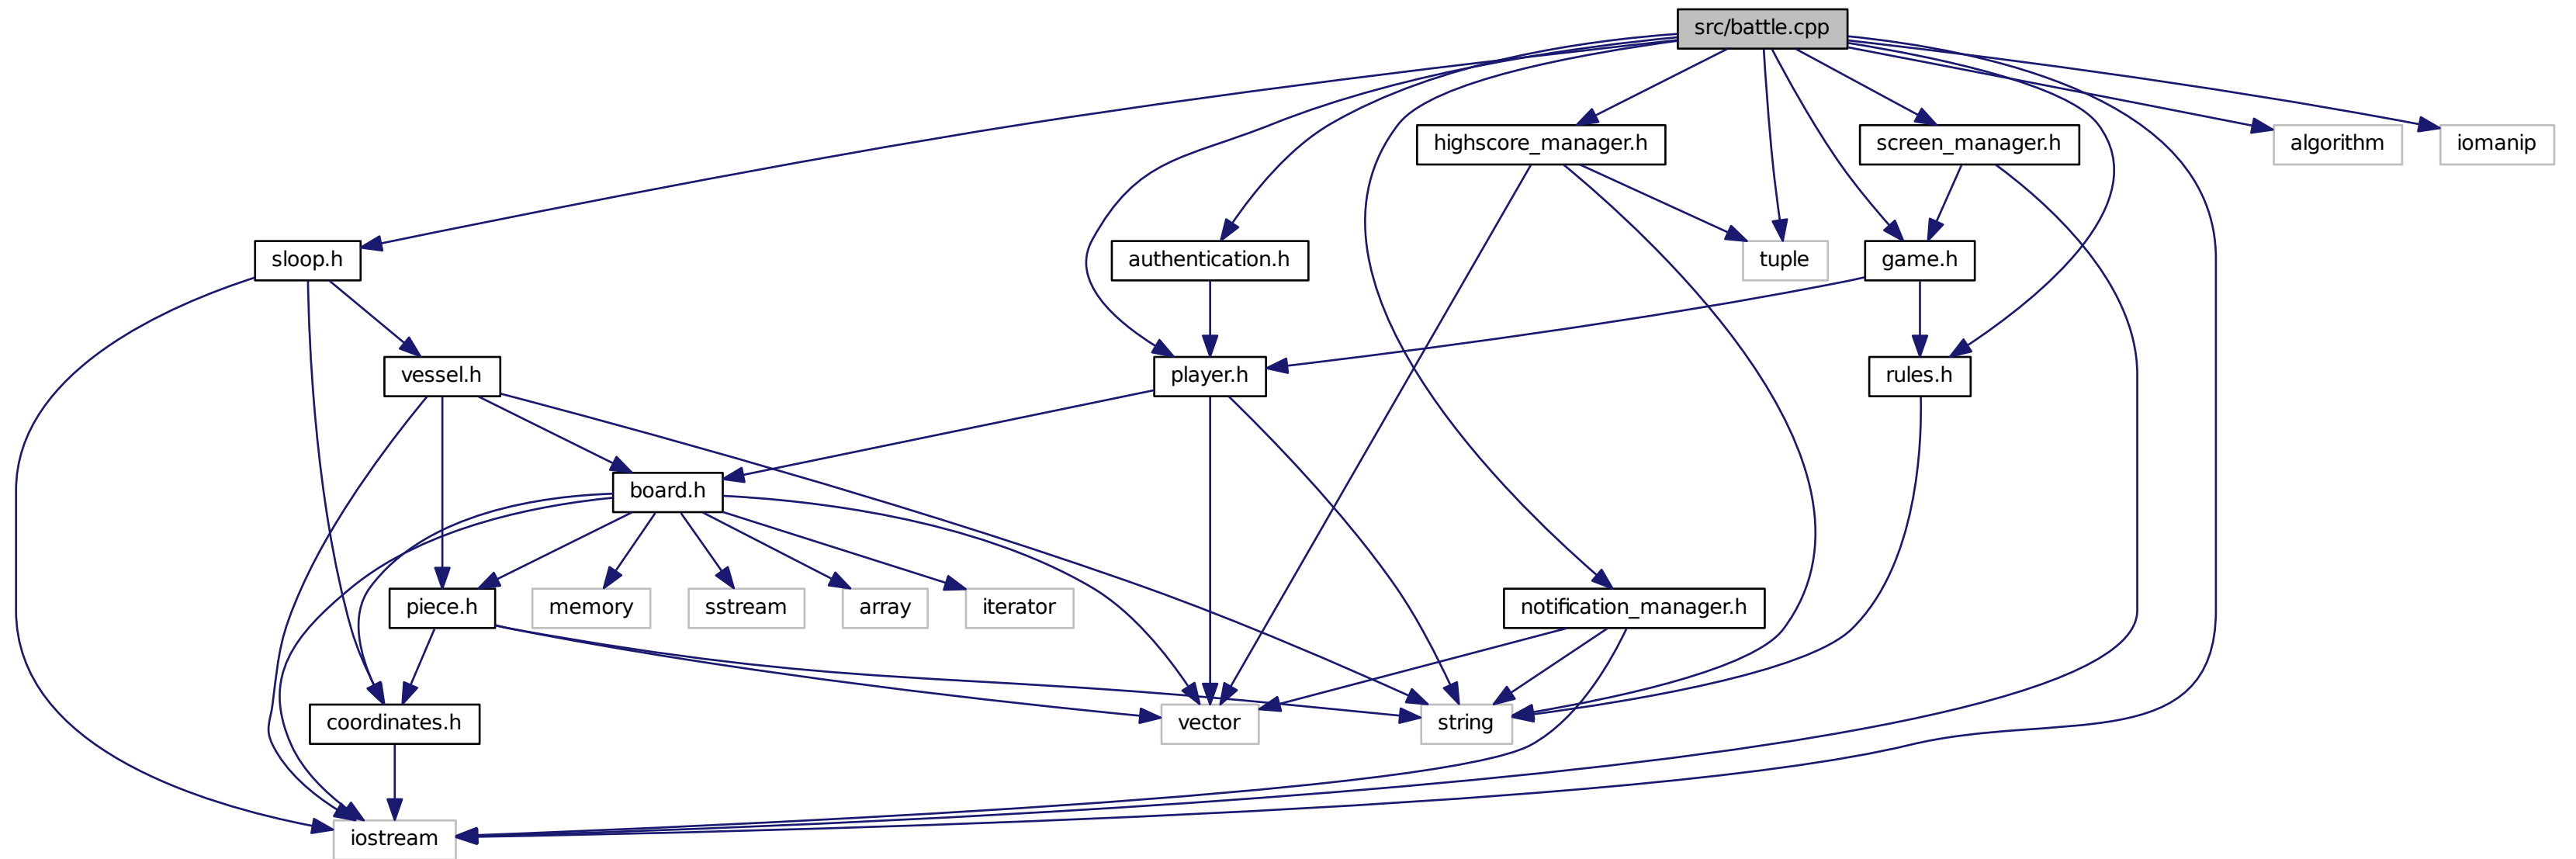 src/battle.cpp
highscore_manager.h
screen_manager.h
algorithm
iomanip
sloop.h
authentication.h
tuple
game.h
vessel.h
player.h
rules.h
board.h
piece.h
memory
sstream
array
iterator
notification_manager.h
coordinates.h
vector
string
iostream